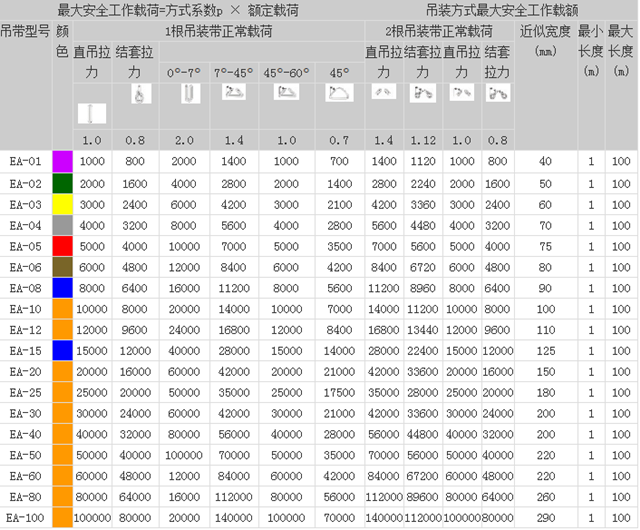 最大安全工作载荷=方式系数p × 额定载荷 吊装方式最大安全工作载额
吊带型号 颜色 1根吊装带正常载荷 2根吊装带正常载荷 近似宽度(mm) 最小长度(m) 最大长度(m)
直吊拉力 结套拉力 直吊拉力 结套拉力 直吊拉力 结套拉力
0°-7° 7°-45° 45°-60° 45°
1.0 0.8 2.0 1.4 1.0 0.7 1.4 1.12 1.0 0.8
EA-01 1000 800 2000 1400 1000 700 1400 1120 1000 800 40 1 100
EA-02 2000 1600 4000 2800 2000 1400 2800 2240 2000 1600 50 1 100
EA-03 3000 2400 6000 4200 3000 2100 4200 3360 3000 2400 60 1 100
EA-04 4000 3200 8000 5600 4000 2800 5600 4480 4000 3200 70 1 100
EA-05 5000 4000 10000 7000 5000 3500 7000 5600 5000 4000 75 1 100
EA-06 6000 4800 12000 8400 6000 4200 8400 6720 6000 4800 80 1 100
EA-08 8000 6400 16000 11200 8000 5600 11200 8960 8000 6400 90 1 100
EA-10 10000 8000 20000 14000 10000 7000 14000 11200 10000 8000 100 1 100
EA-12 12000 9600 24000 16800 12000 8400 16800 13440 12000 9600 110 1 100
EA-15 15000 12000 40000 28000 15000 14000 28000 22400 15000 12000 125 1 100
EA-20 20000 16000 60000 42000 20000 21000 42000 33600 20000 16000 150 1 100
EA-25 25000 20000 50000 35000 25000 17500 35000 28000 25000 20000 180 1 100
EA-30 30000 24000 60000 42000 30000 21000 42000 33600 30000 24000 200 1 100
EA-40 40000 32000 80000 56000 40000 28000 56000 44800 40000 32000 200 1 100
EA-50 50000 40000 100000 70000 50000 35000 70000 56000 50000 40000 220 1 100
EA-60 60000 48000 12000 84000 60000 42000 84000 67200 60000 48000 220 1 100
EA-80 80000 64000 16000 112000 80000 56000 112000 89600 80000 64000 260 1 100
EA-100 100000 80000 20000 140000 100000 70000 140000 112000 100000 80000 290 1 100